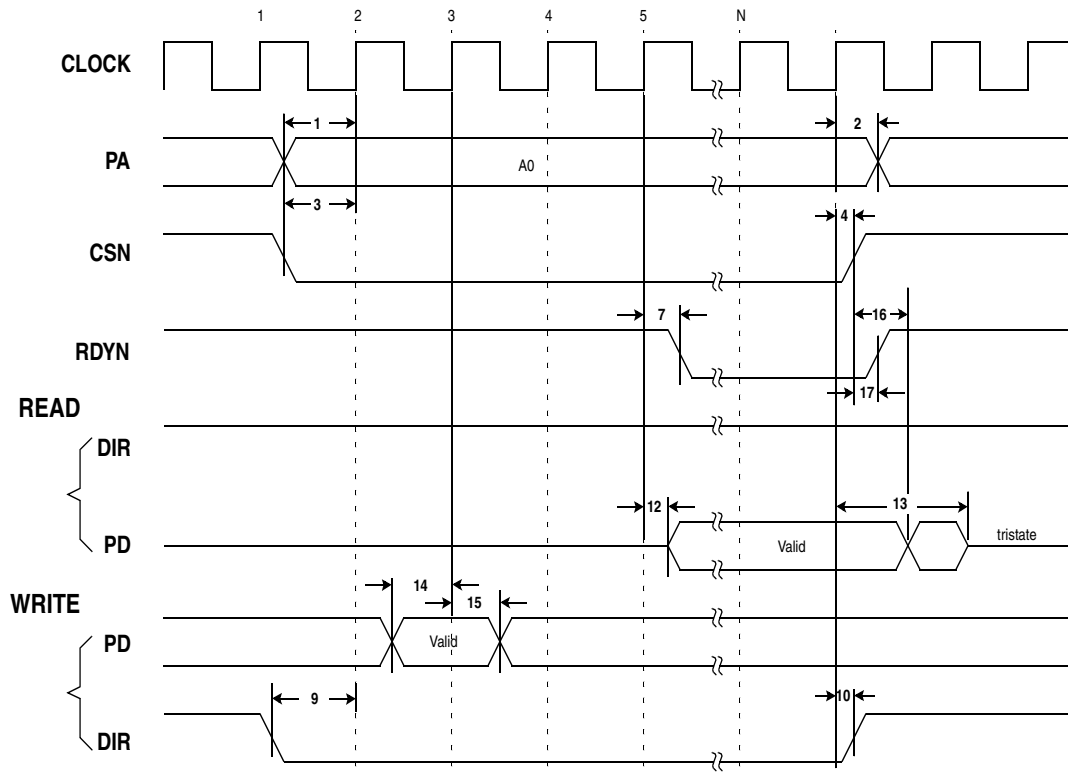 1 2 3 4 5 N
CLOCK
1 2
PA A0
3 4
CSN
7 16
RDYN
17
READ
DIR
12 13
PD Valid tristate
14 15
WRITE
PD Valid
9 10
DIR